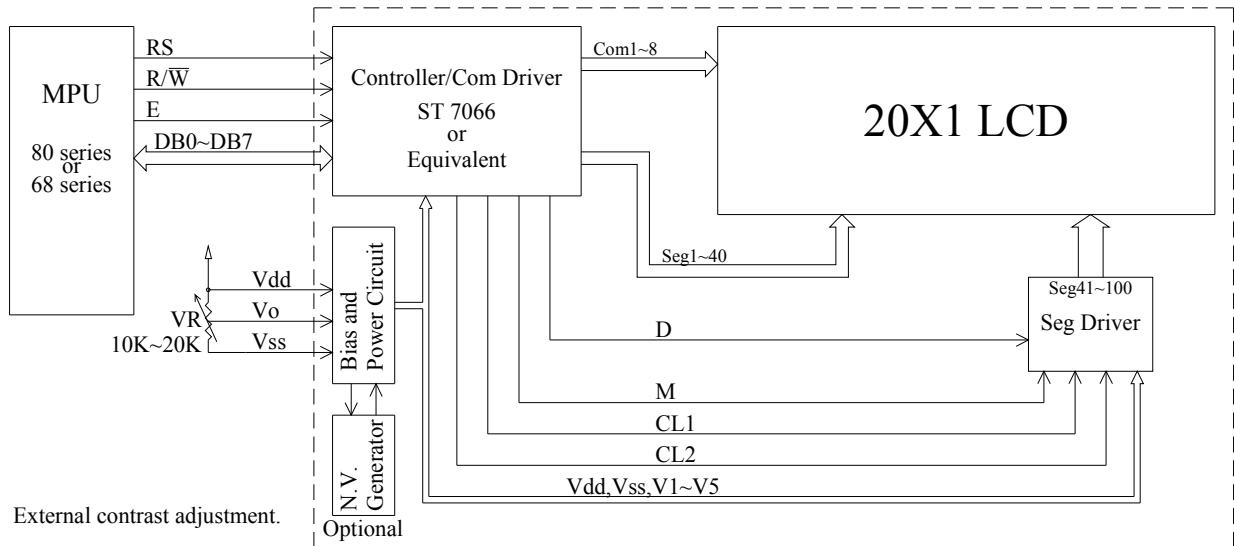 MPU
80 series
or
68 series
RS
R/W̅
E
DB0~DB7
Controller/Com Driver
ST 7066
or
Equivalent
Com1~8
20X1 LCD
Seg1~40
Seg41~100
Seg Driver
Vdd
Vo
Vss
VR
10K~20K
Bias and
Power Circuit
N.V.
Generator
Optional
D
M
CL1
CL2
Vdd,Vss,V1~V5
External contrast adjustment.